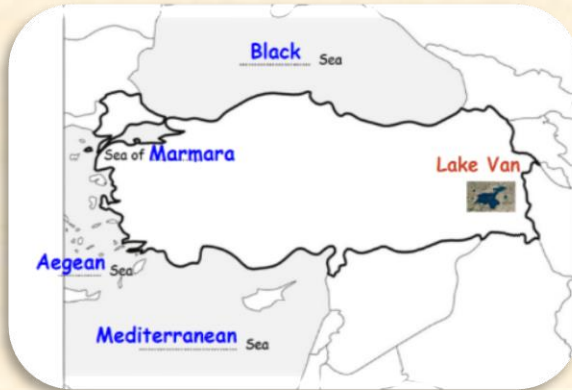 Black Sea
Sea of Marmara
Lake Van
Aegean Sea
Mediterranean Sea